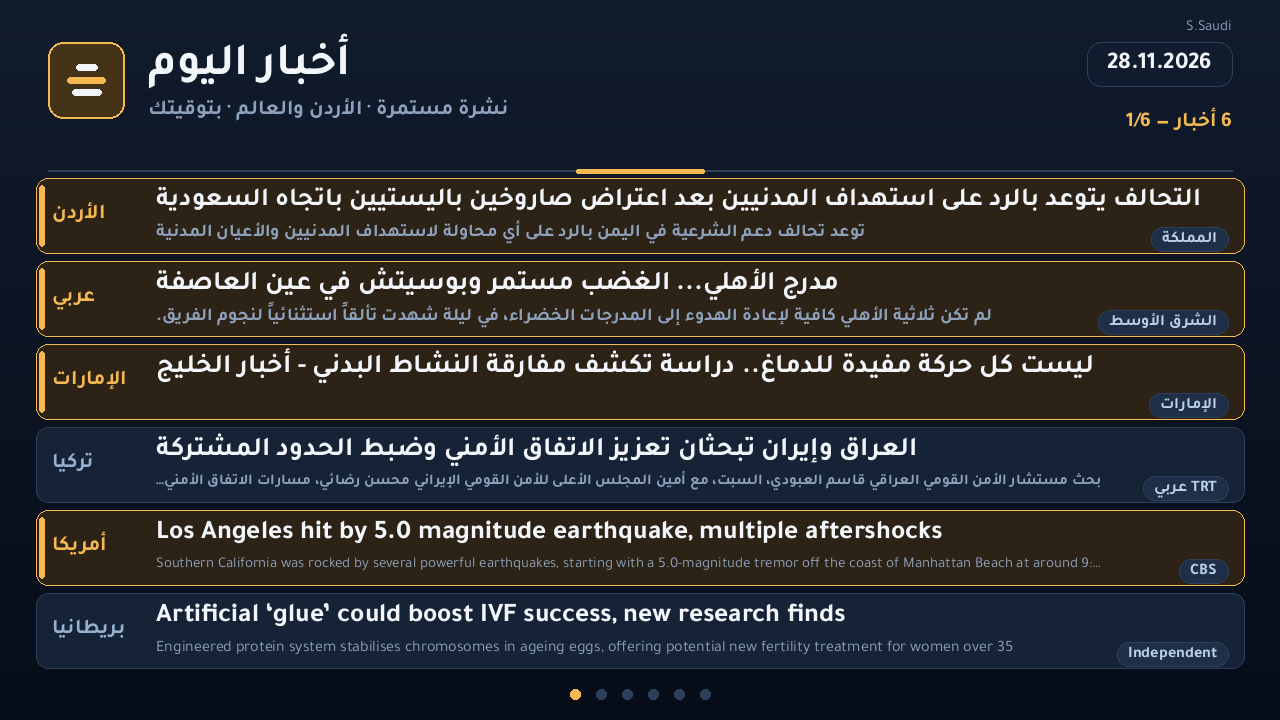 S.Saudi
أخبار اليوم
28.11.2026
نشرة مستمرة · الأردن والعالم · بتوقيتك
6 أخبار — 1/6
الأردن
التحالف يتوعد بالرد على استهداف المدنيين بعد اعتراض صاروخين باليستيين باتجاه السعودية
توعد تحالف دعم الشرعية في اليمن بالرد على أي محاولة لاستهداف المدنيين والأعيان المدنية
المملكة
عربي
مدرج الأهلي... الغضب مستمر وبوسيتش في عين العاصفة
لم تكن ثلاثية الأهلي كافية لإعادة الهدوء إلى المدرجات الخضراء، في ليلة شهدت تألقاً استثنائياً لنجوم الفريق.
الشرق الأوسط
الإمارات
ليست كل حركة مفيدة للدماغ.. دراسة تكشف مفارقة النشاط البدني - أخبار الخليج
الإمارات
تركيا
العراق وإيران تبحثان تعزيز الاتفاق الأمني وضبط الحدود المشتركة
بحث مستشار الأمن القومي العراقي قاسم العبودي، السبت، مع أمين المجلس الأعلى للأمن القومي الإيراني محسن رضائي، مسارات الاتفاق الأمني…
TRT عربي
أمريكا
Los Angeles hit by 5.0 magnitude earthquake, multiple aftershocks
Southern California was rocked by several powerful earthquakes, starting with a 5.0-magnitude tremor off the coast of Manhattan Beach at around 9:…
CBS
بريطانيا
Artificial ‘glue’ could boost IVF success, new research finds
Engineered protein system stabilises chromosomes in ageing eggs, offering potential new fertility treatment for women over 35
Independent